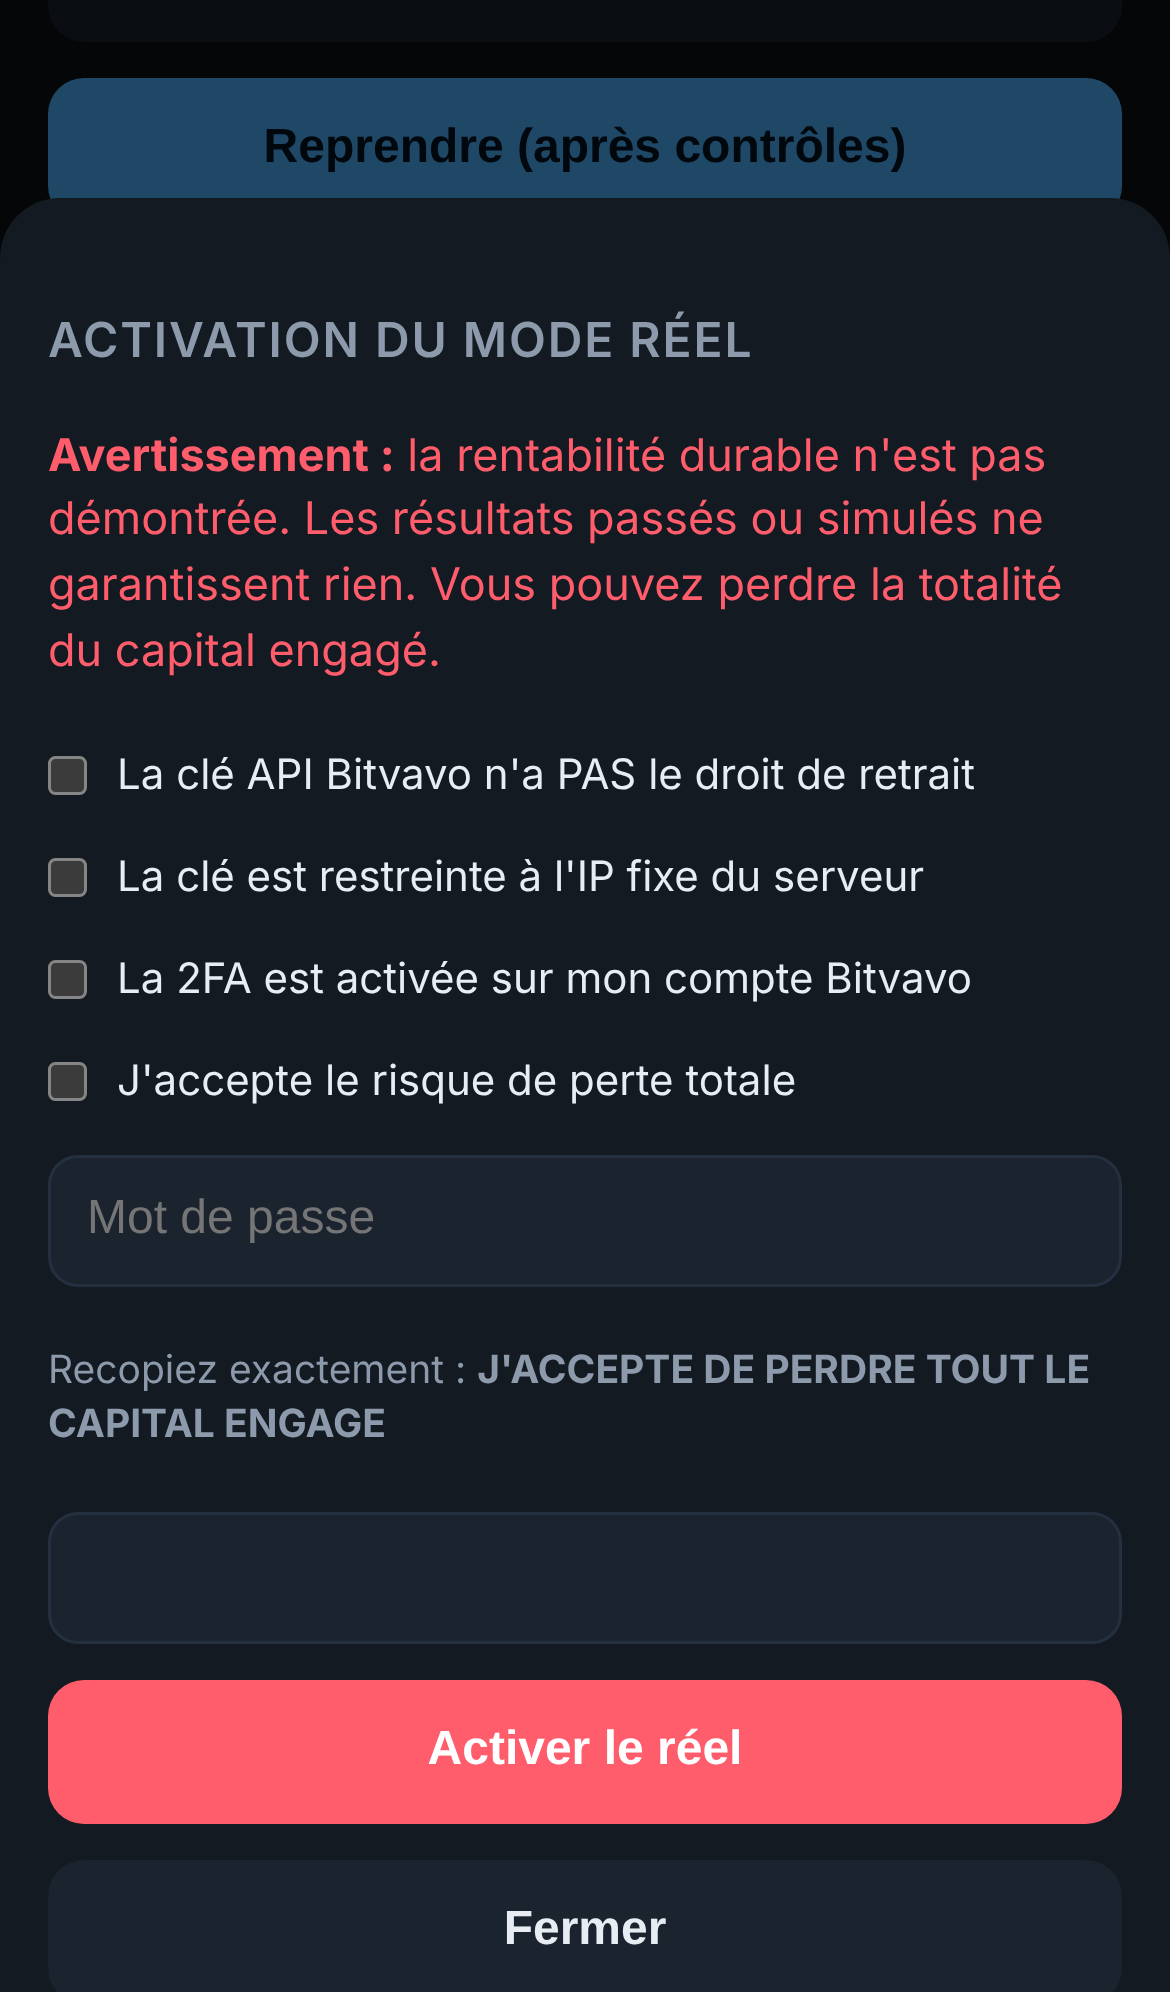 Reprendre (après contrôles)
ACTIVATION DU MODE RÉEL
Avertissement : la rentabilité durable n'est pas
démontrée. Les résultats passés ou simulés ne
garantissent rien. Vous pouvez perdre la totalité
du capital engagé.
La clé API Bitvavo n'a PAS le droit de retrait
La clé est restreinte à l'IP fixe du serveur
La 2FA est activée sur mon compte Bitvavo
J'accepte le risque de perte totale
Mot de passe
Recopiez exactement : J'ACCEPTE DE PERDRE TOUT LE
CAPITAL ENGAGE
Activer le réel
Fermer